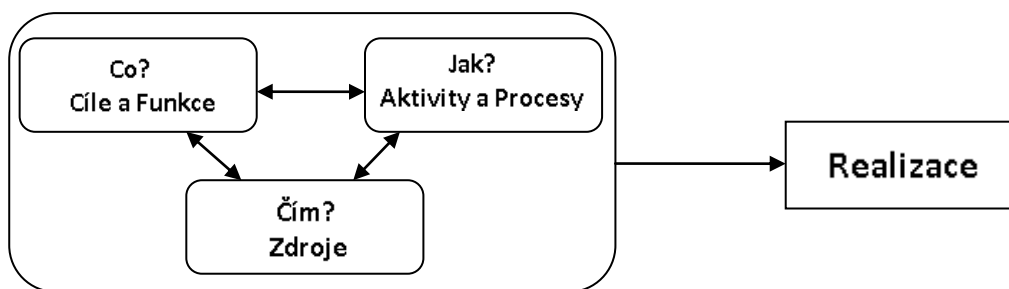 Co?
Cíle a Funkce
Jak?
Aktivity a Procesy
Čím?
Zdroje
Realizace